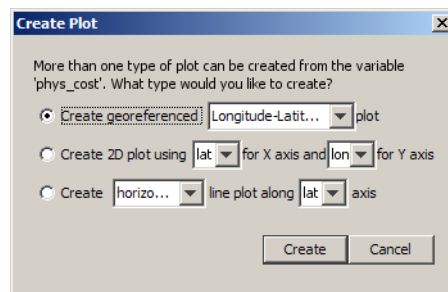 Create Plot
More than one type of plot can be created from the variable
'phys_cost'. What type would you like to create?
Create georeferenced Longitude-Latit... plot
Create 2D plot using lat for X axis and lon for Y axis
Create horizo... line plot along lat axis
Create Cancel